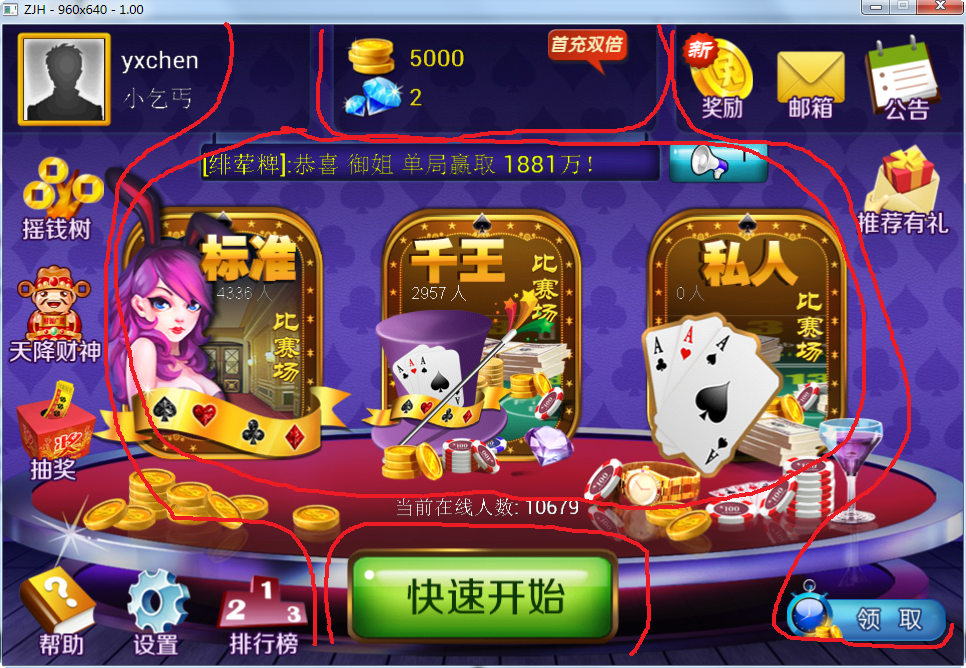 ZJH - 960x640 - 1.00
yxchen
小乞丐
5000
2
首充双倍
新
奖励
邮箱
公告
[绯荤粺]:恭喜 御姐 单局赢取 1881万!
摇钱树
推荐有礼
标准
4336 人
比赛场
千王
2957 人
比赛场
私人
0人
比赛场
天降财神
抽奖
当前在线人数: 10679
快速开始
帮助
设置
1
2
3
排行榜
领 取